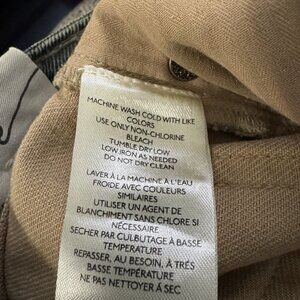 MACHINE WASH COLD WITH LIKE
COLORS
USE ONLY NON-CHLORINE
BLEACH
TUMBLE DRY LOW
LOW IRON AS NEEDED
DO NOT DRY CLEAN
LAVER À LA MACHINE À L'EAU
FROIDE AVEC COULEURS
SIMILAIRES
UTILISER UN AGENT DE
BLANCHIMENT SANS CHLORE SI
NÉCESSAIRE
SECHER PAR CULBUTAGE À BASSE
TEMPERATURE
REPASSER, AU BESOIN, À TRÈS
BASSE TEMPÉRATURE
NE PAS NETTOYER À SEC